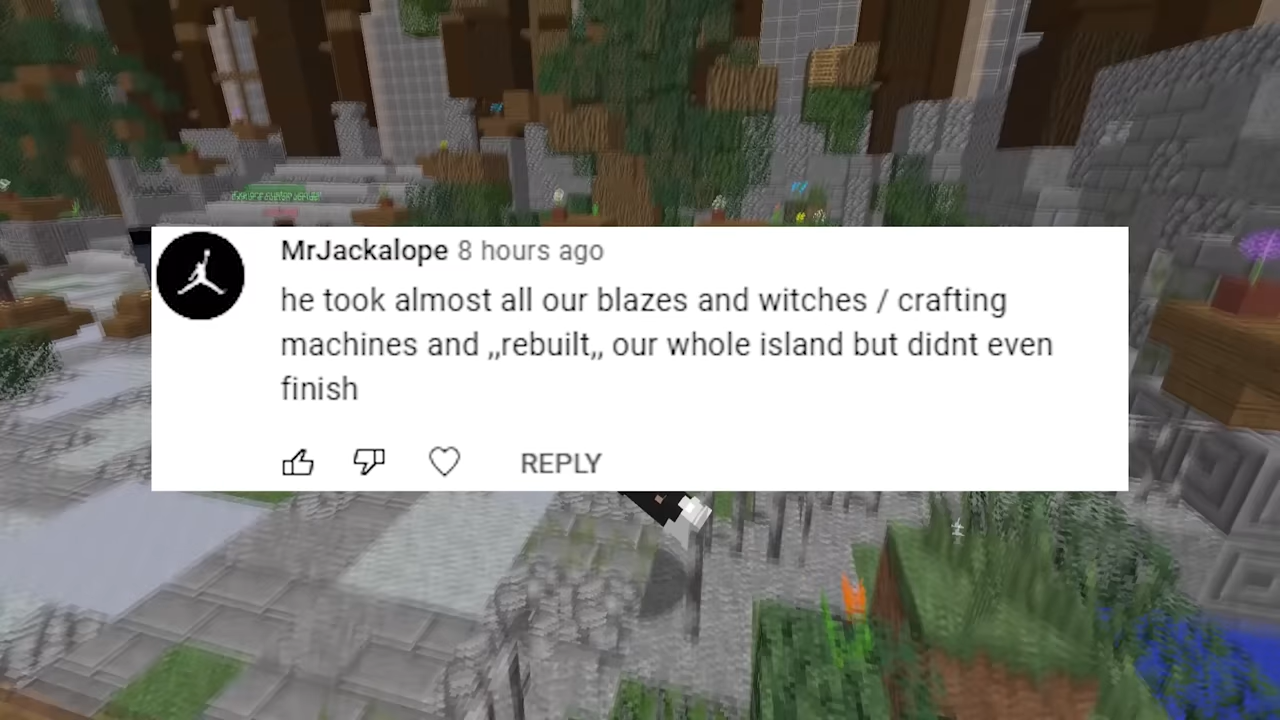 MrJackalope 8 hours ago
he took almost all our blazes and witches / crafting
machines and ,,rebuilt,, our whole island but didnt even
finish
REPLY